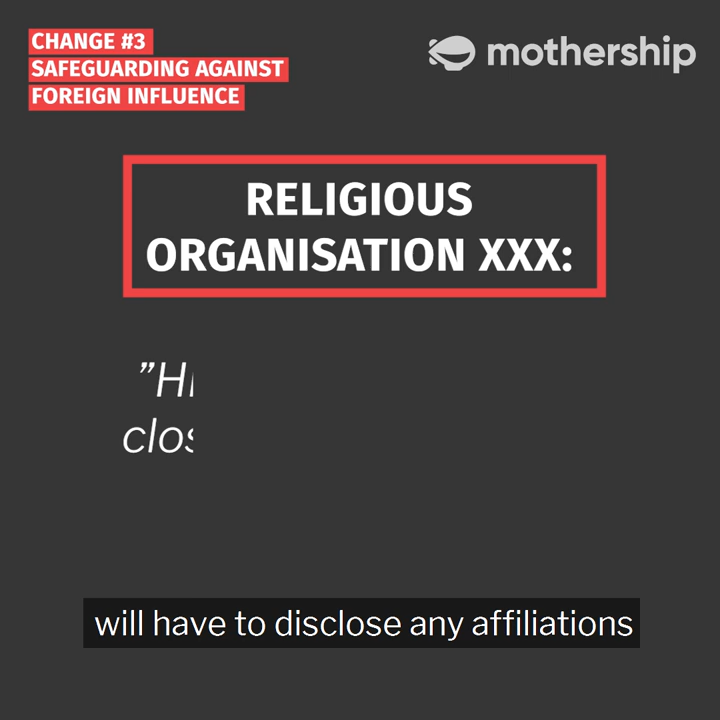 CHANGE #3
SAFEGUARDING AGAINST
FOREIGN INFLUENCE
mothership
RELIGIOUS
ORGANISATION XXX:
will have to disclose any affiliations